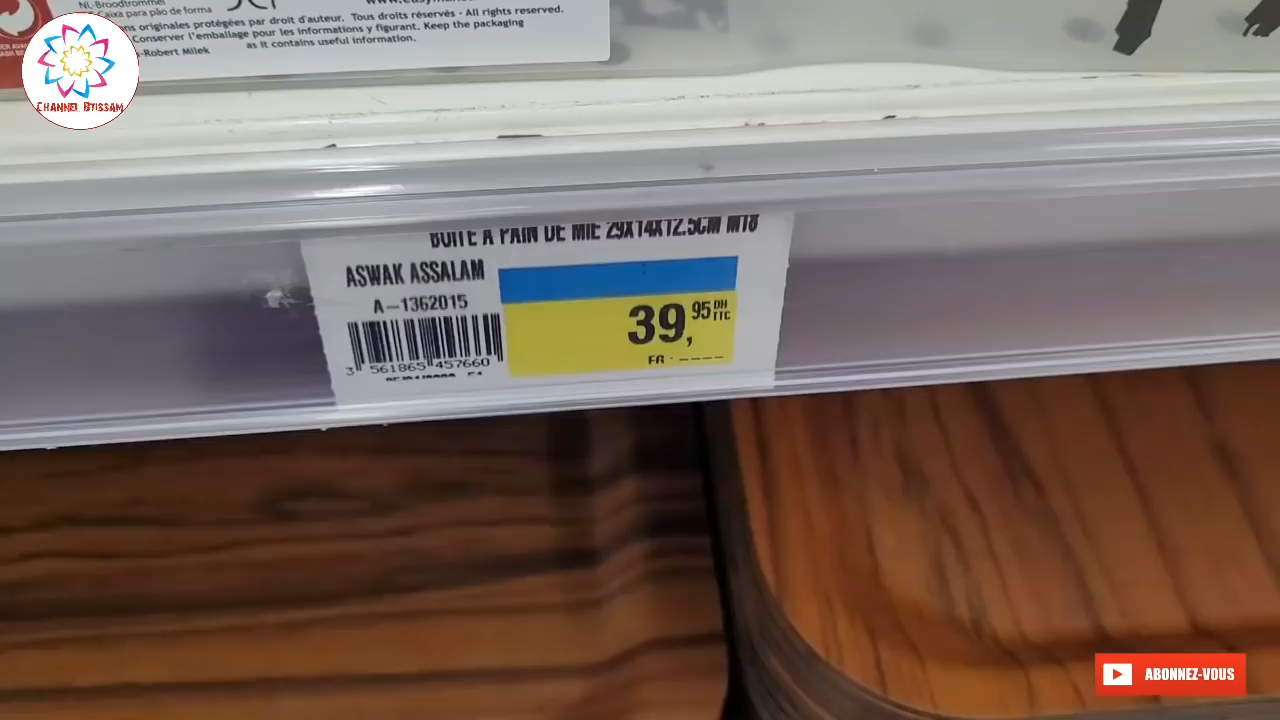 NL-Broodtrommel
Caixa para pão de forma
ns originales protégées par droit d'auteur. Tous droits réservés - All rights reserved.
Conserver l'emballage pour les informations y figurant. Keep the packaging
-Robert Milek as it contains useful information.
CHANNEL BTISSAM
BOITE A PAIN DE MIE 29X14X12.5CM M18
ASWAK ASSALAM
A-1362015
39,95 DH TTC
3 561865 457660
ABONNEZ-VOUS